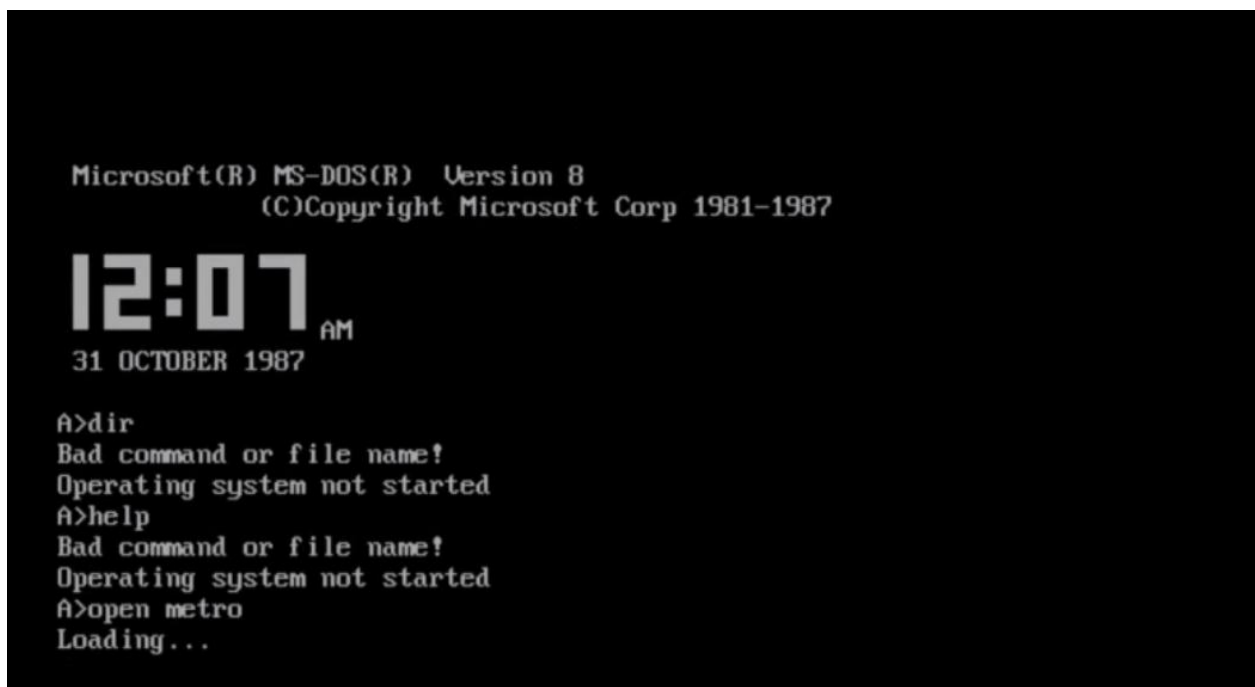 Microsoft(R) MS-DOS(R) Version 8
(C)Copyright Microsoft Corp 1981-1987
12:07 AM
31 OCTOBER 1987
A>dir
Bad command or file name!
Operating system not started
A>help
Bad command or file name!
Operating system not started
A>open metro
Loading...